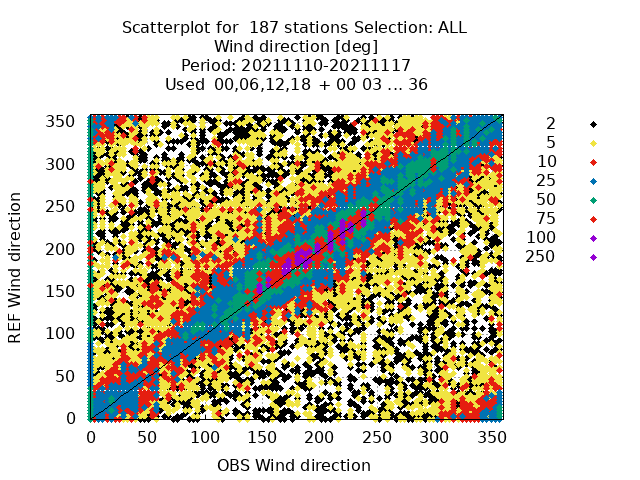 Scatterplot for  187 stations Selection: ALL
Wind direction [deg]
Period: 20211110-20211117
Used  00,06,12,18  + 00 03 ... 36
350
300
250
200
150
100
50
0
REF Wind direction
0 50 100 150 200 250 300 350
OBS Wind direction
2
5
10
25
50
75
100
250